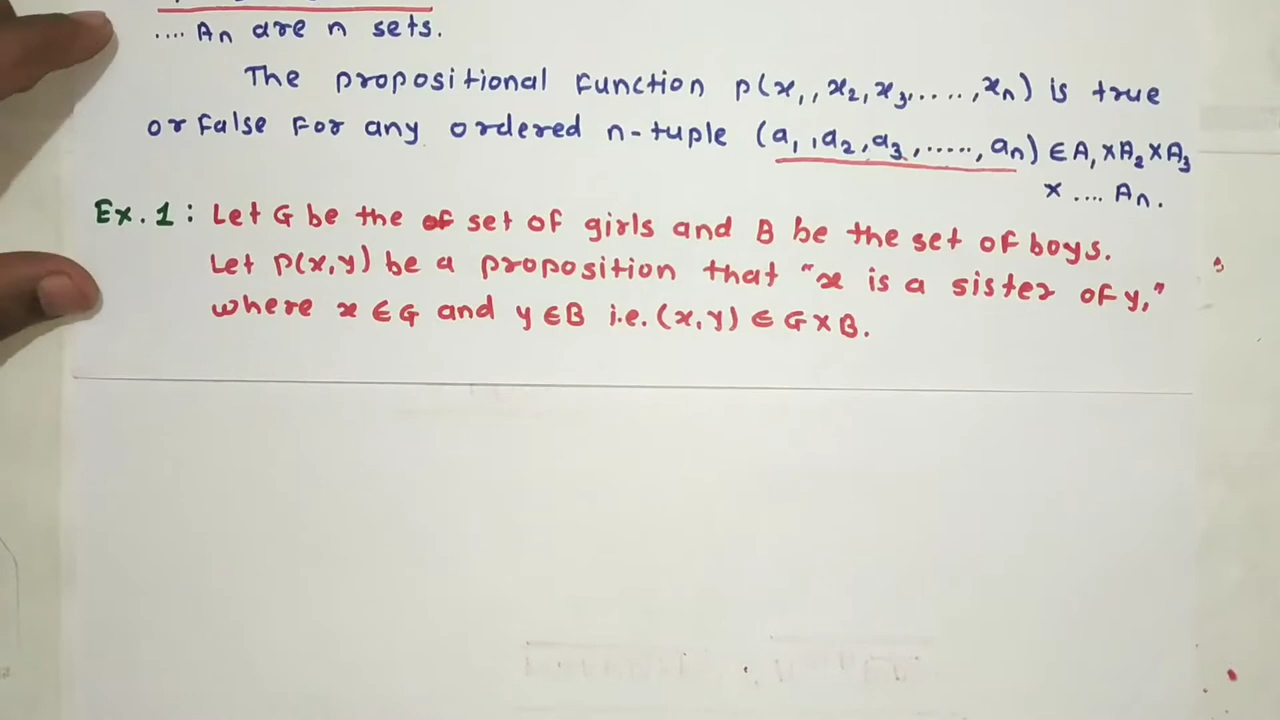 .... An are n sets.
The propositional function p(x₁, x₂, x₃, ....., xₙ) is true
or false for any ordered n-tuple (a₁, a₂, a₃, ....., aₙ) ∈ A₁ × A₂ × A₃
× .... An.
Ex. 1: Let G be the of set of girls and B be the set of boys.
Let p(x,y) be a proposition that "x is a sister of y,"
where x ∈ G and y ∈ B i.e. (x,y) ∈ G × B.